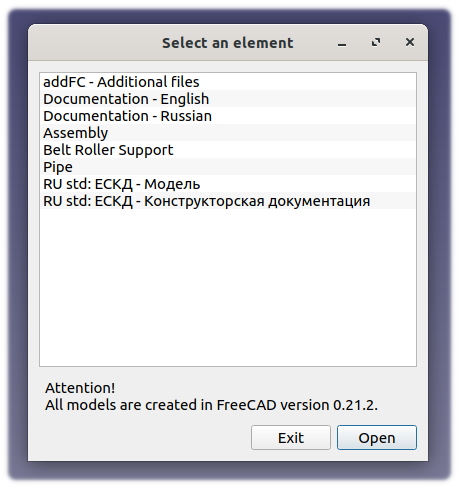 Select an element
addFC - Additional files
Documentation - English
Documentation - Russian
Assembly
Belt Roller Support
Pipe
RU std: ЕСКД - Модель
RU std: ЕСКД - Конструкторская документация
Attention!
All models are created in FreeCAD version 0.21.2.
Exit
Open